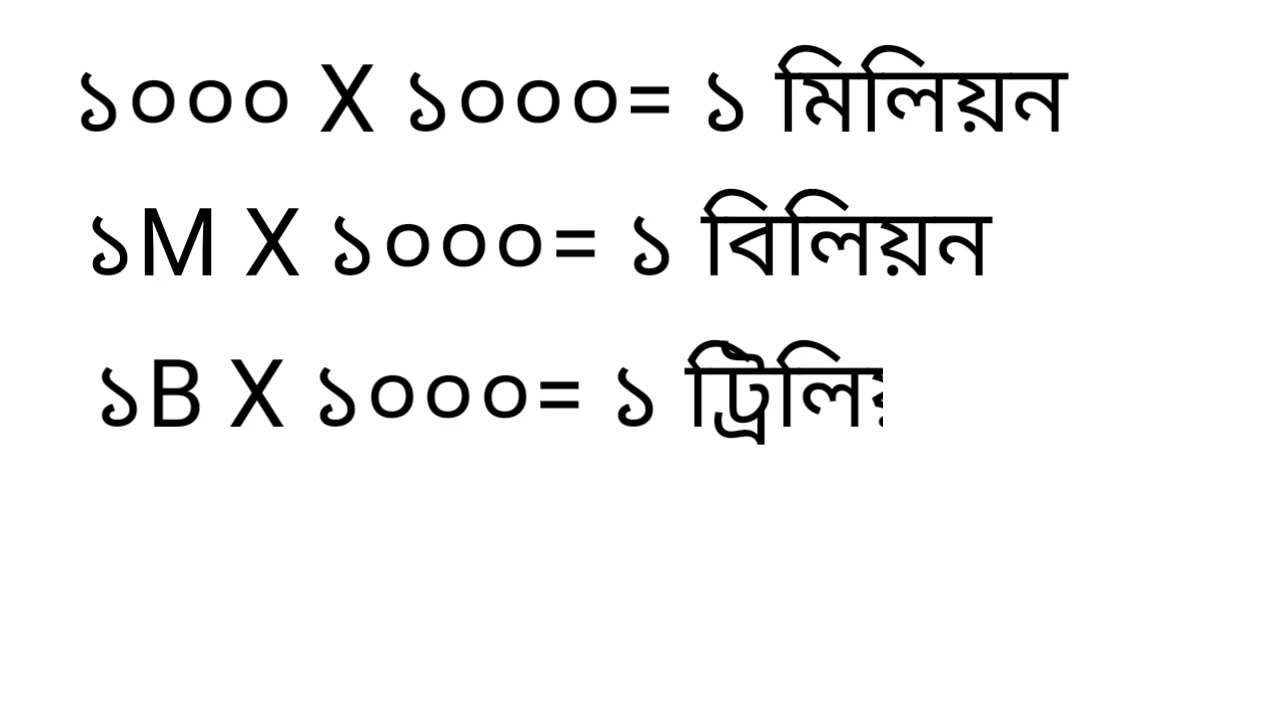 ১০০০ X ১০০০= ১ মিলিয়ন
১M X ১০০০= ১ বিলিয়ন
১B X ১০০০= ১